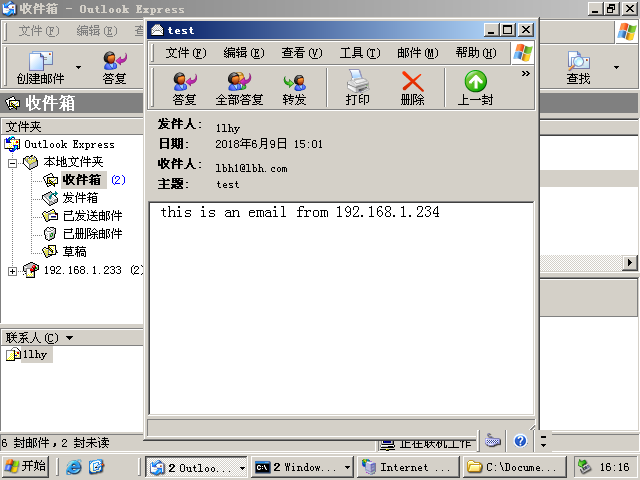 收件箱 - Outlook Express
文件(F) 编辑(E) 查
创建邮件 答复 查找
收件箱
文件夹
Outlook Express
本地文件夹
收件箱 (2)
发件箱
已发送邮件
已删除邮件
草稿
192.168.1.233 (2)
联系人(C)
1lhy
6 封邮件，2 封未读
正在联机工作
test
文件(F) 编辑(E) 查看(V) 工具(T) 邮件(M) 帮助(H)
答复 全部答复 转发 打印 删除 上一封 »
发件人: 1lhy
日期: 2018年6月9日 15:01
收件人: lbh1@lbh.com
主题: test
this is an email from 192.168.1.234
开始 2 Outloo... 2 Window... Internet ... C:\Docume... 16:16